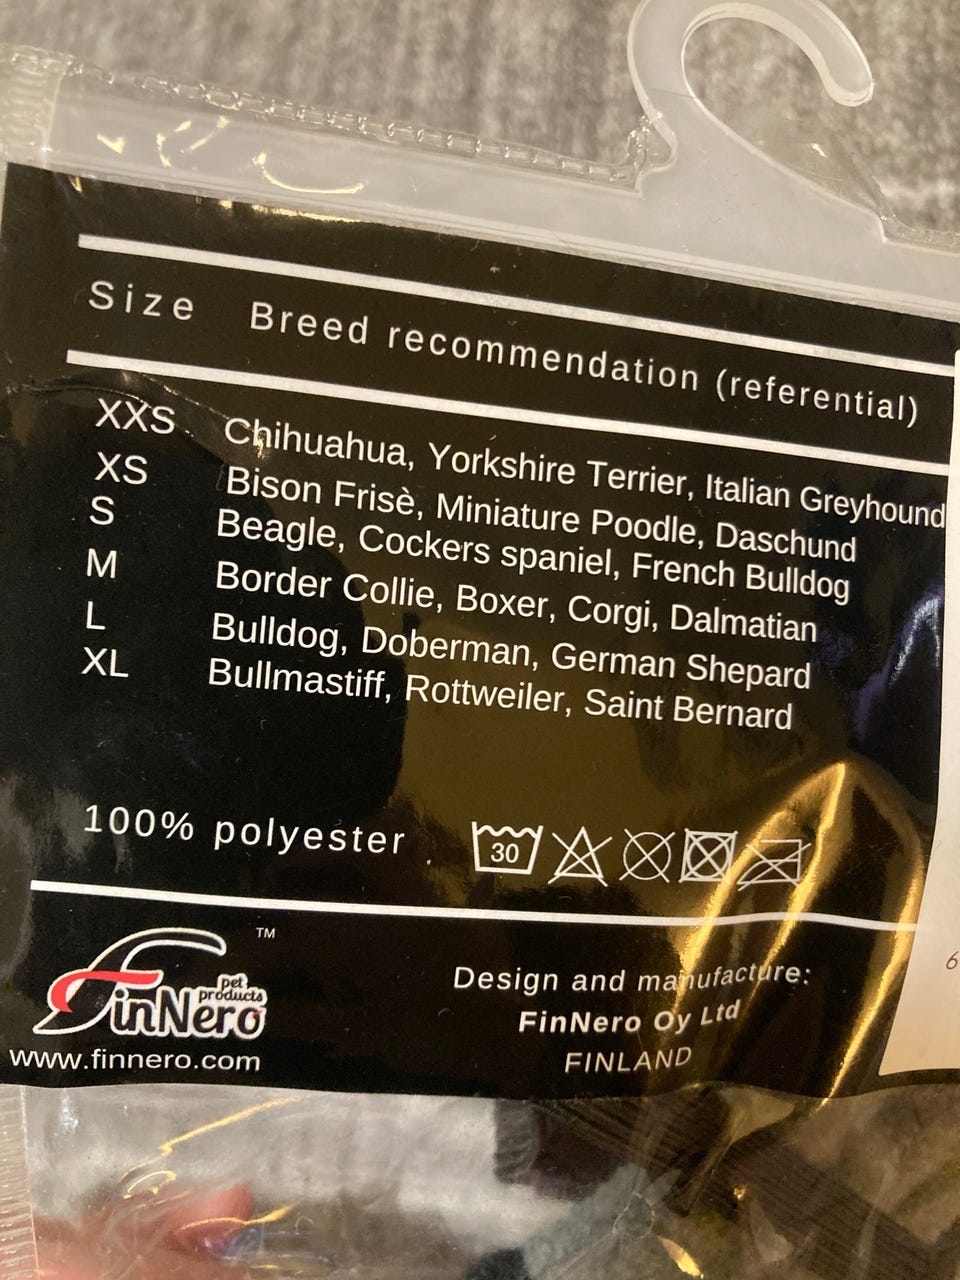 Size Breed recommendation (referential)
XXS Chihuahua, Yorkshire Terrier, Italian Greyhound
XS Bison Frisè, Miniature Poodle, Daschund
S Beagle, Cockers spaniel, French Bulldog
M Border Collie, Boxer, Corgi, Dalmatian
L Bulldog, Doberman, German Shepard
XL Bullmastiff, Rottweiler, Saint Bernard
100% polyester 30
TM
pet
products
FinNero
www.finnero.com
Design and manufacture:
FinNero Oy Ltd
FINLAND
6